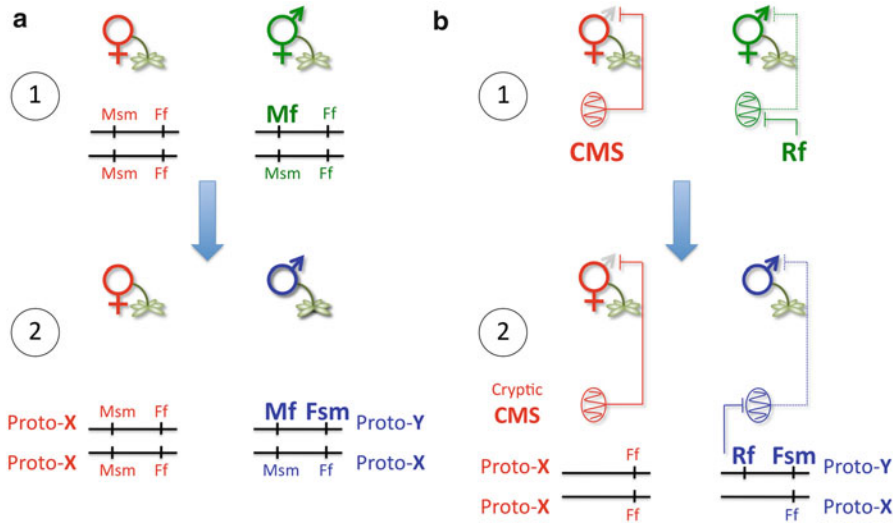 a
1
Msm Ff
Msm Ff
Mf Ff
Msm Ff
2
Proto-X Msm Ff
Proto-X Msm Ff
Mf Fsm Proto-Y
Msm Ff Proto-X
b
1
CMS
Rf
2
Cryptic
CMS
Proto-X Ff
Proto-X Ff
Rf Fsm Proto-Y
Ff Proto-X